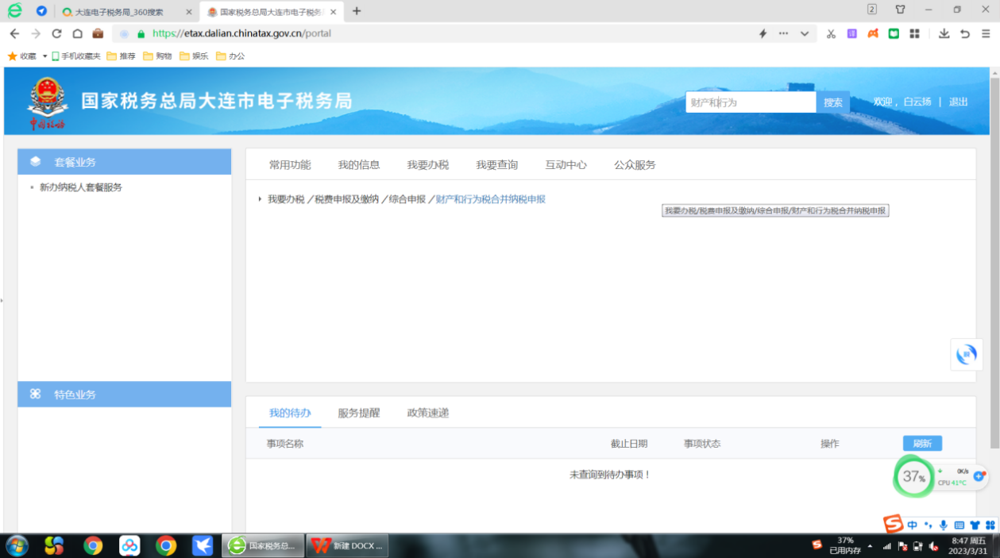 大连电子税务局_360搜索
国家税务总局大连市电子税务
2
https://etax.dalian.chinatax.gov.cn/portal
收藏 手机收藏夹 推荐 购物 娱乐 办公
中国税务
国家税务总局大连市电子税务局
财产和行为 搜索 欢迎，白云扬 | 退出
套餐业务
新办纳税人套餐服务
常用功能 我的信息 我要办税 我要查询 互动中心 公众服务
我要办税 /税费申报及缴纳 /综合申报 /财产和行为税合并纳税申报
我要办税/税费申报及缴纳/综合申报/财产和行为税合并纳税申报
特色业务
我的待办 服务提醒 政策速递
事项名称 截止日期 事项状态 操作 刷新
未查询到待办事项！
37% 0K/s
CPU 41°C
中
国家税务总... 新建 DOCX ...
37%
已用内存
8:47 周五
2023/3/31